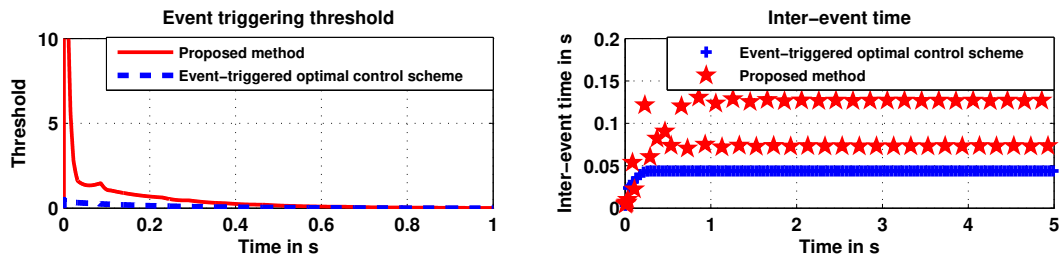 Event triggering threshold
10
5
0
Threshold
Proposed method
Event−triggered optimal control scheme
0 0.2 0.4 0.6 0.8 1
Time in s
Inter−event time
0.2
0.15
0.1
0.05
0
Inter−event time in s
Event−triggered optimal control scheme
Proposed method
0 1 2 3 4 5
Time in s